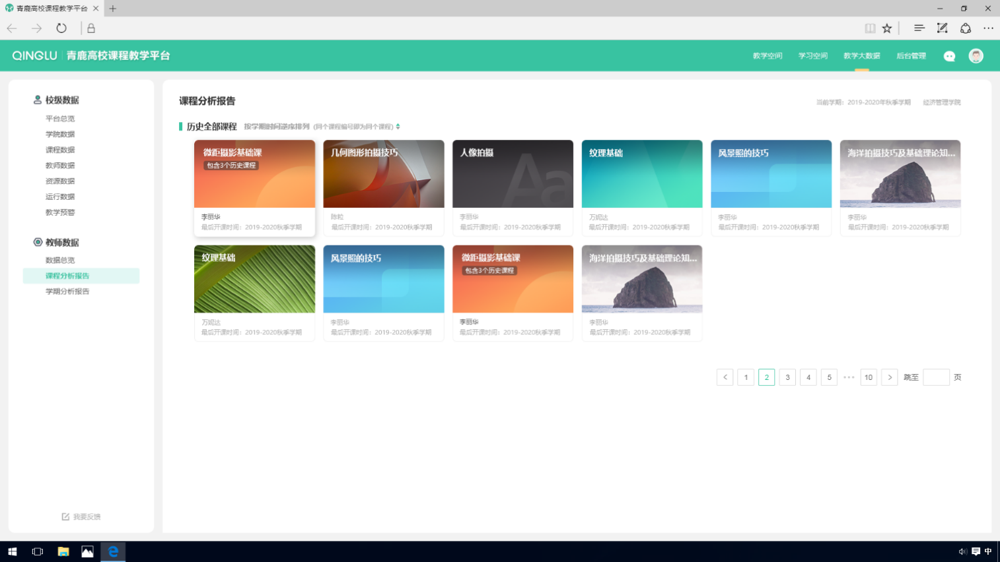 青鹿高校课程教学平台
QINGLU 青鹿高校课程教学平台
教学空间 学习空间 教学大数据 后台管理
校级数据
平台总览
学院数据
课程数据
教师数据
资源数据
运行数据
教学预警
教师数据
数据总览
课程分析报告
学期分析报告
我要反馈
课程分析报告
当前学期：2019-2020年秋季学期 经济管理学院
历史全部课程 按学期时间逆序排列 (同个课程编号即为同个课程)
微距摄影基础课
包含3个历史课程
李丽华
最后开课时间：2019-2020秋季学期
几何图形拍摄技巧
陈粒
最后开课时间：2019-2020秋季学期
人像拍摄
Aa
李丽华
最后开课时间：2019-2020秋季学期
纹理基础
万妮达
最后开课时间：2019-2020秋季学期
风景照的技巧
李丽华
最后开课时间：2019-2020秋季学期
海洋拍摄技巧及基础理论知...
李丽华
最后开课时间：2019-2020秋季学期
纹理基础
万妮达
最后开课时间：2019-2020秋季学期
风景照的技巧
李丽华
最后开课时间：2019-2020秋季学期
微距摄影基础课
包含3个历史课程
李丽华
最后开课时间：2019-2020秋季学期
海洋拍摄技巧及基础理论知...
李丽华
最后开课时间：2019-2020秋季学期
< 1 2 3 4 5 ••• 10 > 跳至 页
中